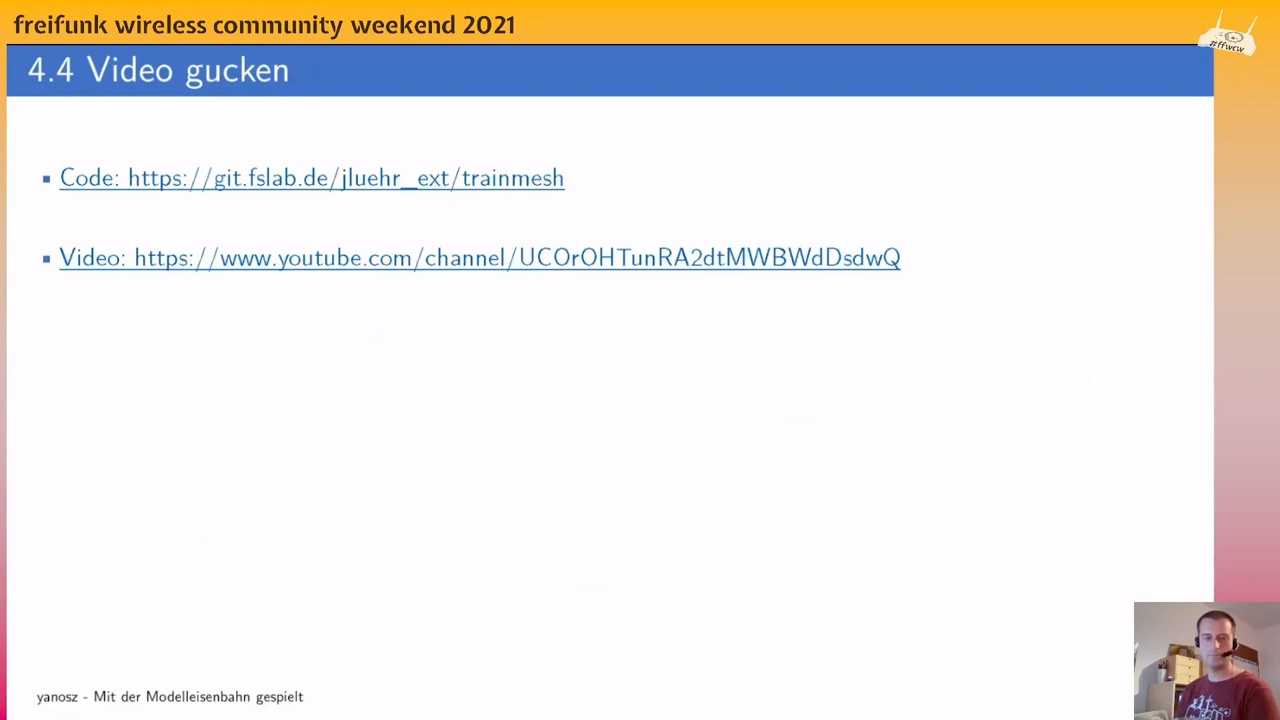 freifunk wireless community weekend 2021
#ffwcw
4.4 Video gucken
Code: https://git.fslab.de/jluehr_ext/trainmesh
Video: https://www.youtube.com/channel/UCOrOHTunRA2dtMWBWdDsdwQ
yanosz - Mit der Modelleisenbahn gespielt